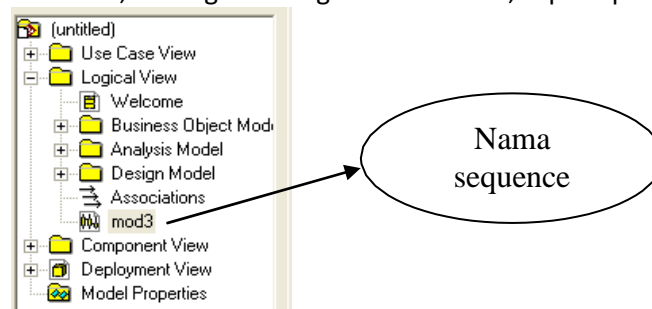 (untitled)
Use Case View
Logical View
Welcome
Business Object Mod
Analysis Model
Design Model
Associations
mod3
Component View
Deployment View
Model Properties
Nama
sequence